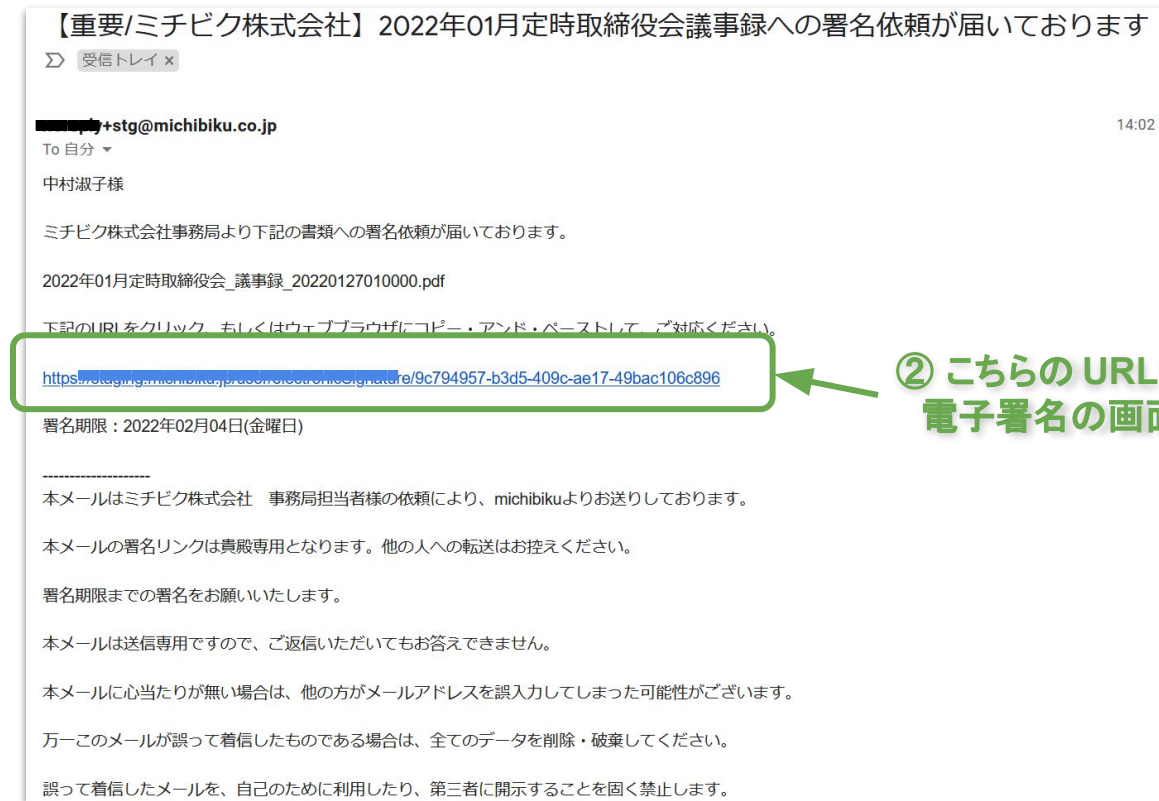 【重要/ミチビク株式会社】2022年01月定時取締役会議事録への署名依頼が届いております
受信トレイ ×
+stg@michibiku.co.jp
14:02
To 自分
中村淑子様
ミチビク株式会社事務局より下記の書類への署名依頼が届いております。
2022年01月定時取締役会_議事録_20220127010000.pdf
下記のURLをクリック、もしくはウェブブラウザにコピー・アンド・ペーストして、ご対応ください。
https:re/9c794957-b3d5-409c-ae17-49bac106c896
② こちらの URL
電子署名の画面
署名期限：2022年02月04日(金曜日)
--------------------
本メールはミチビク株式会社　事務局担当者様の依頼により、michibikuよりお送りしております。
本メールの署名リンクは貴殿専用となります。他の人への転送はお控えください。
署名期限までの署名をお願いいたします。
本メールは送信専用ですので、ご返信いただいてもお答えできません。
本メールに心当たりが無い場合は、他の方がメールアドレスを誤入力してしまった可能性がございます。
万一このメールが誤って着信したものである場合は、全てのデータを削除・破棄してください。
誤って着信したメールを、自己のために利用したり、第三者に開示することを固く禁止します。